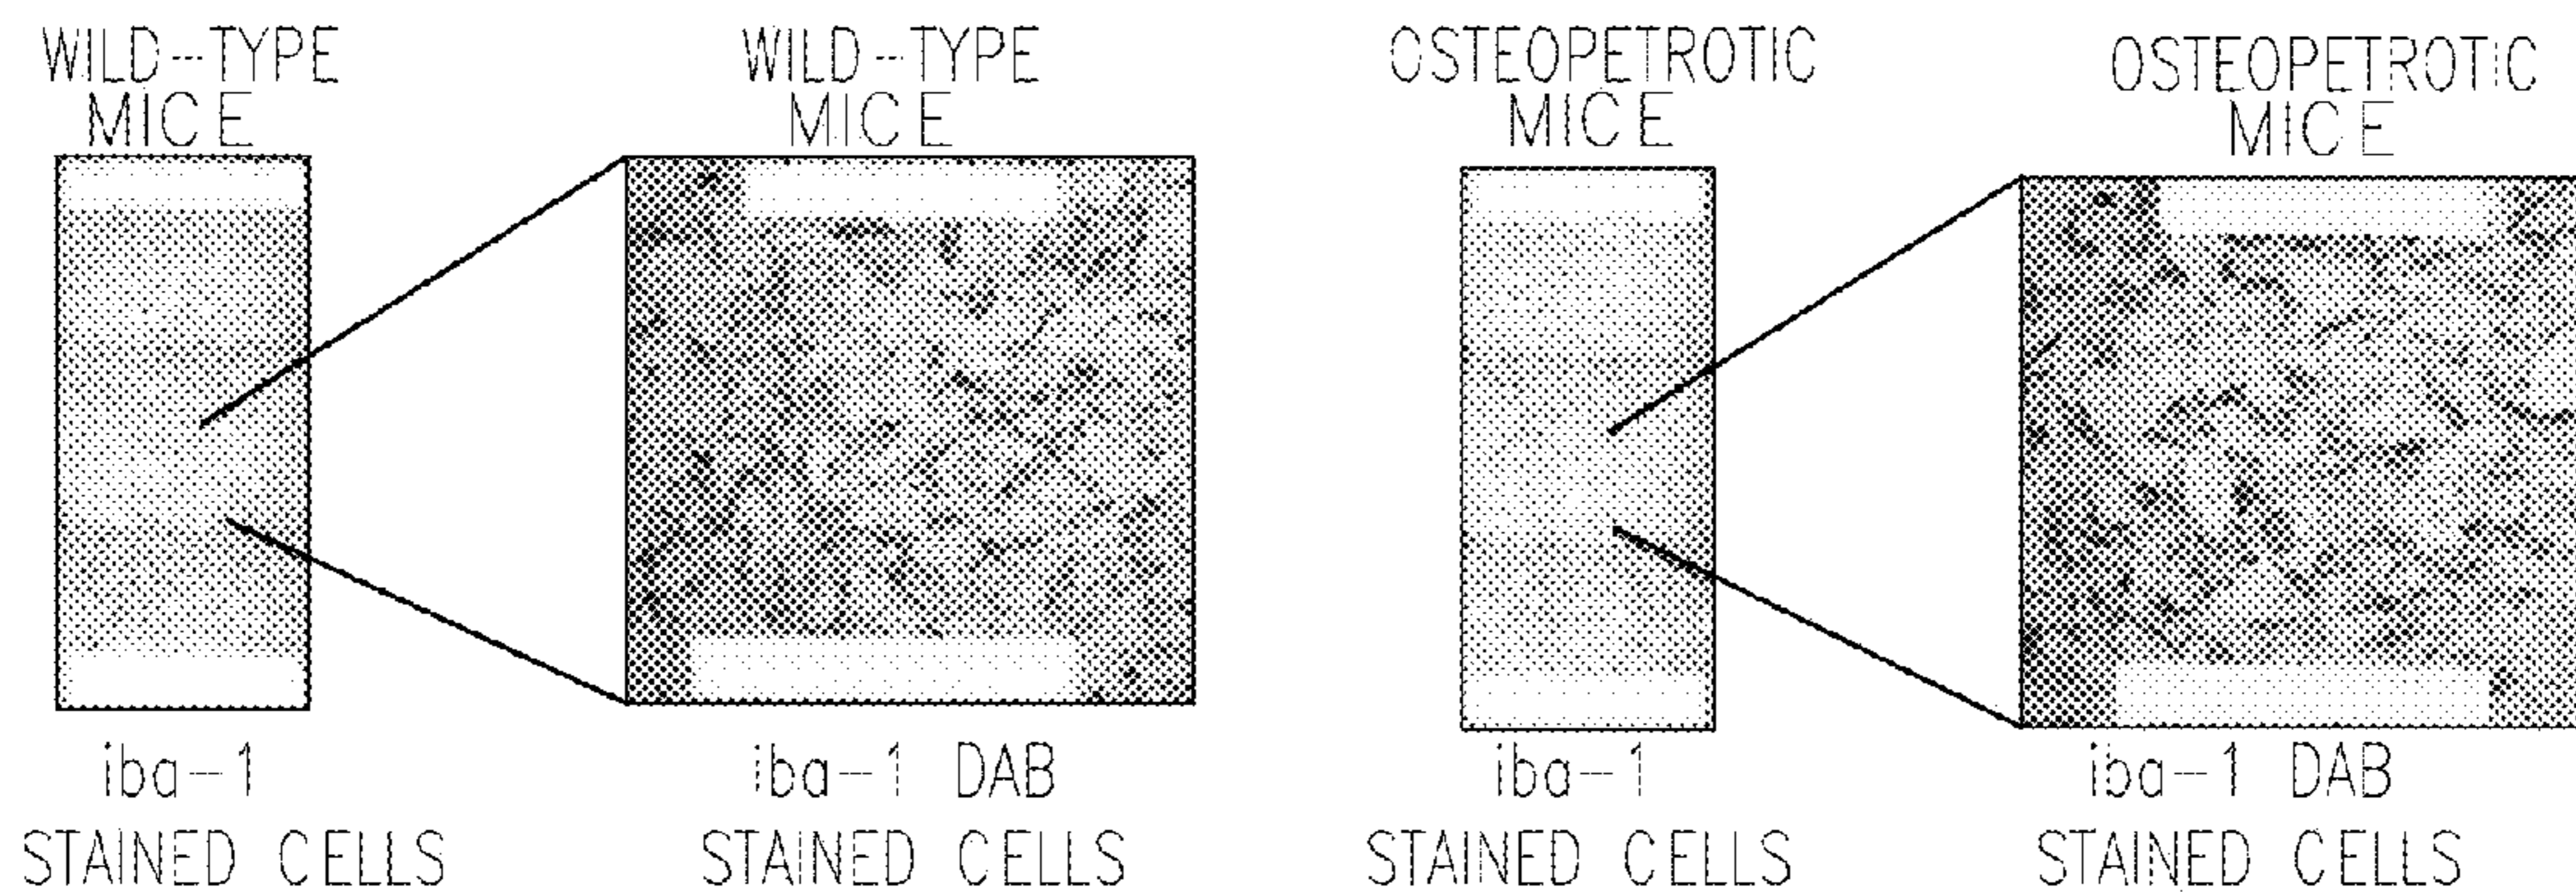 WILD-TYPE
MICE
WILD-TYPE
MICE
OSTEOPETROTIC
MICE
OSTEOPETROTIC
MICE
iba-1
STAINED CELLS
iba-1 DAB
STAINED CELLS
iba-1
STAINED CELLS
iba-1 DAB
STAINED CELLS